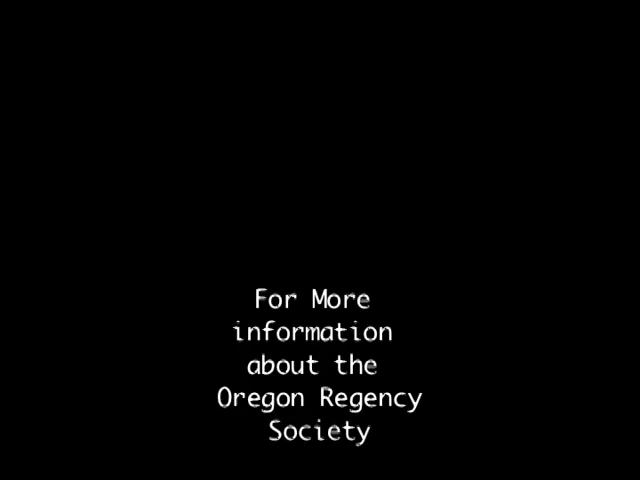 For More
information
about the
Oregon Regency
Society